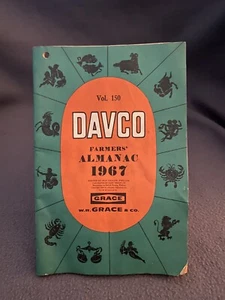 Vol. 150
DAVCO
FARMERS'
ALMANAC
1967
GRACE
W.R. GRACE & CO.